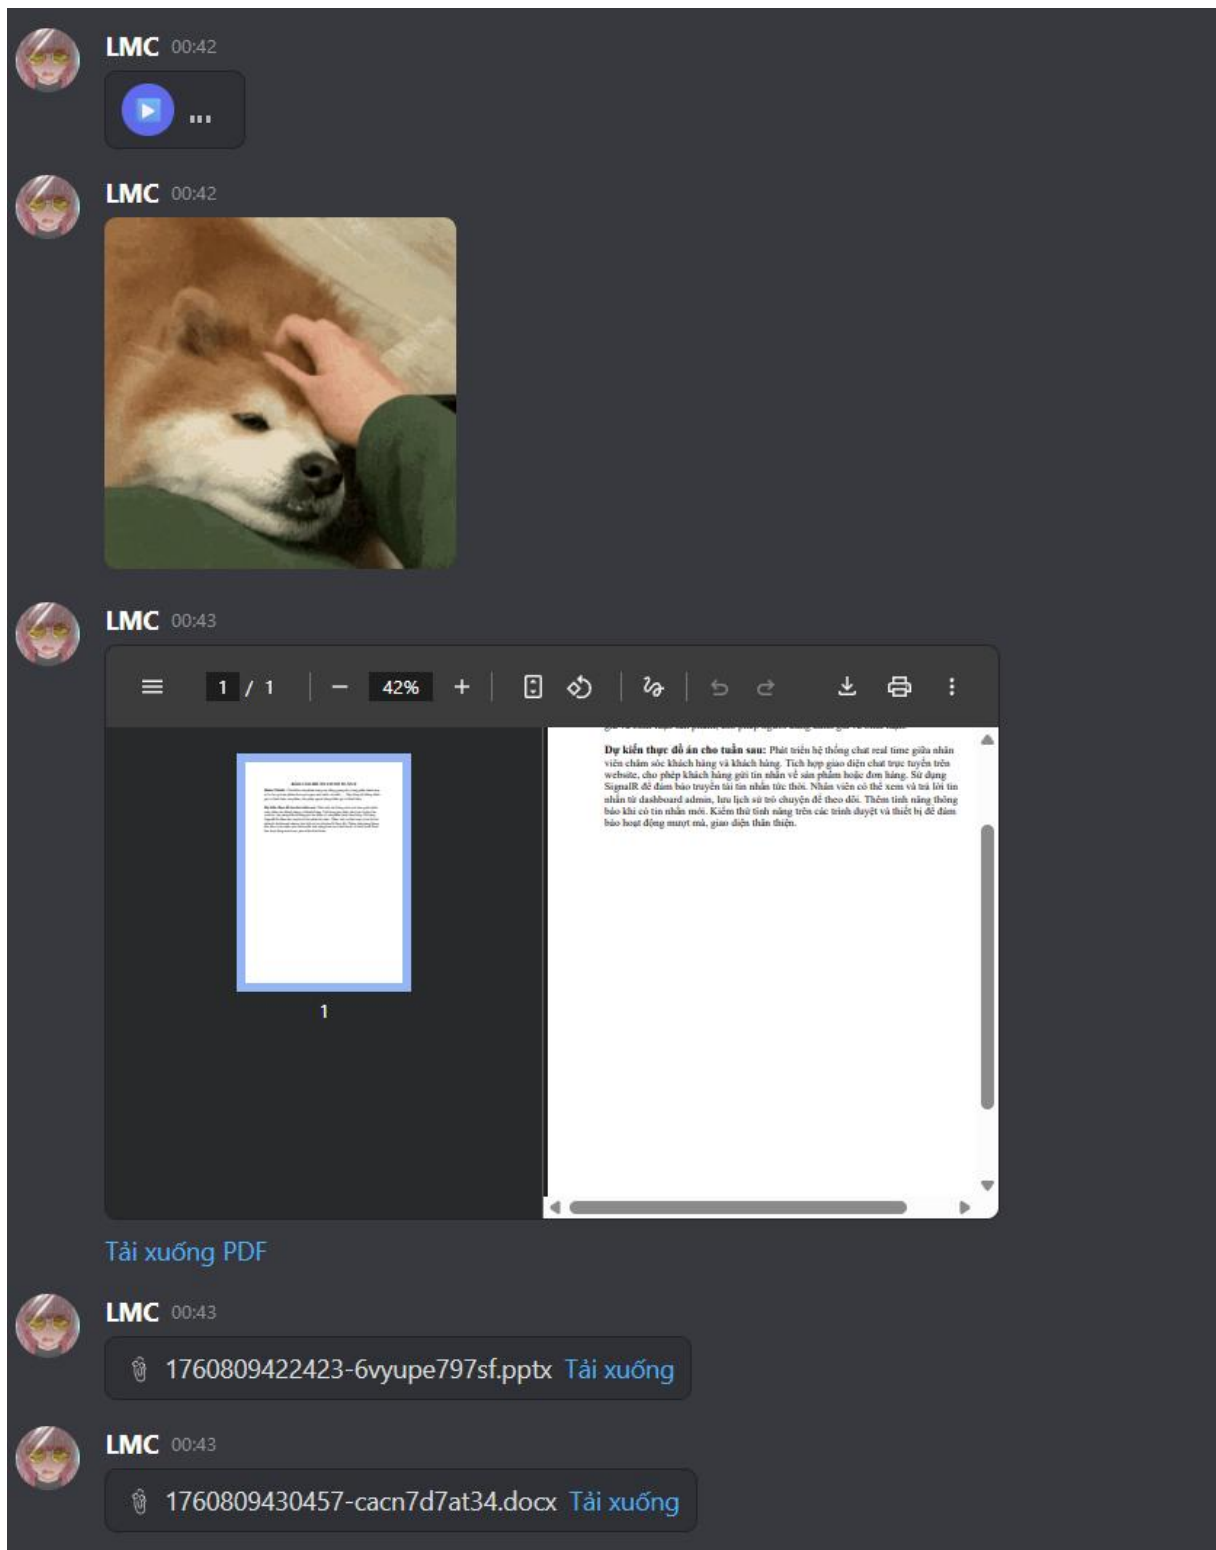 LMC 00:42
...
LMC 00:42
LMC 00:43
1 / 1 42%
Dự kiến thực đồ án cho tuần sau: Phát triển hệ thống chat real time giữa nhân
viên chăm sóc khách hàng và khách hàng. Tích hợp giao diện chat trực tuyến trên
website, cho phép khách hàng gửi tin nhắn về sản phẩm hoặc đơn hàng. Sử dụng
SignalR để đảm bảo truyền tải tin nhắn tức thời. Nhân viên có thể xem và trả lời tin
nhắn từ dashboard admin, lưu lịch sử trò chuyện để theo dõi. Thêm tính năng thông
báo khi có tin nhắn mới. Kiểm thử tính năng trên các trình duyệt và thiết bị để đảm
bảo hoạt động mượt mà, giao diện thân thiện.
1
Tải xuống PDF
LMC 00:43
1760809422423-6vyupe797sf.pptx Tải xuống
LMC 00:43
1760809430457-cacn7d7at34.docx Tải xuống